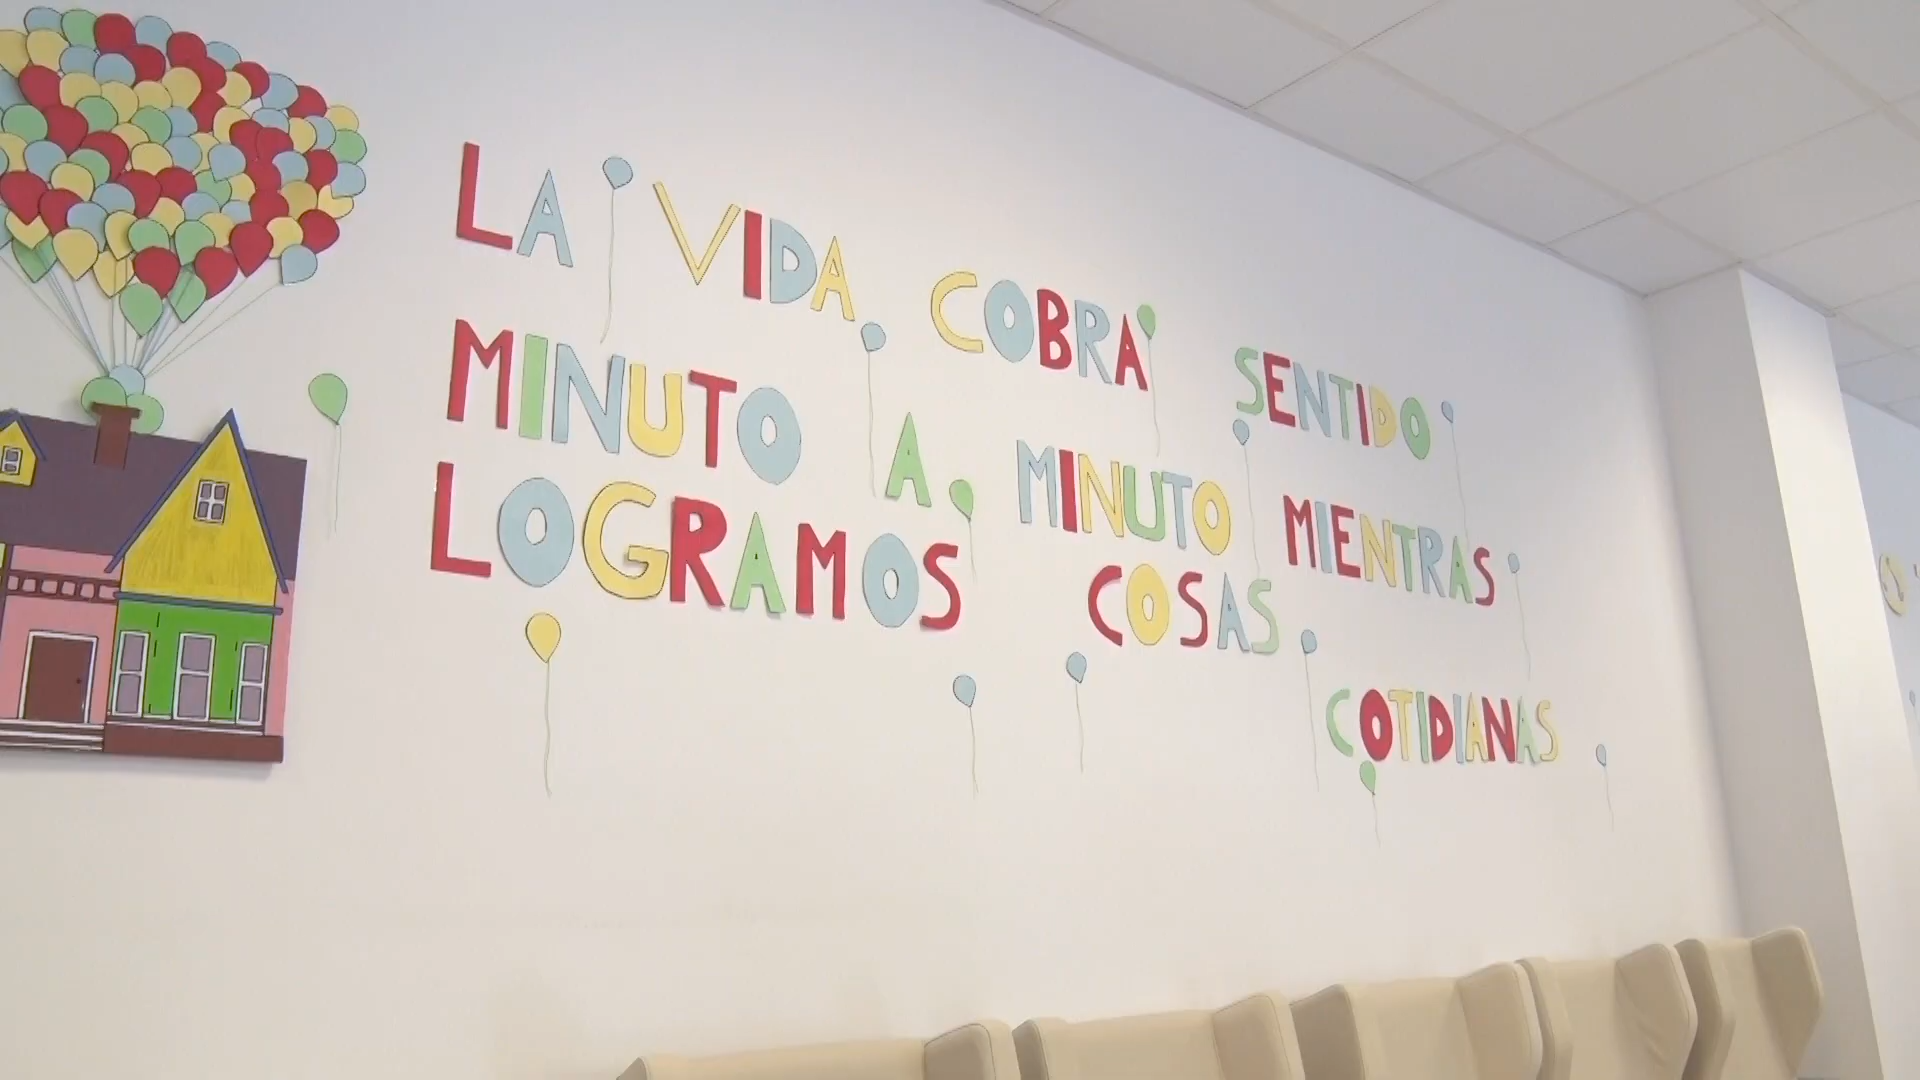 LA VIDA COBRA SENTIDO
MINUTO A MINUTO MIENTRAS
LOGRAMOS COSAS
COTIDIANAS